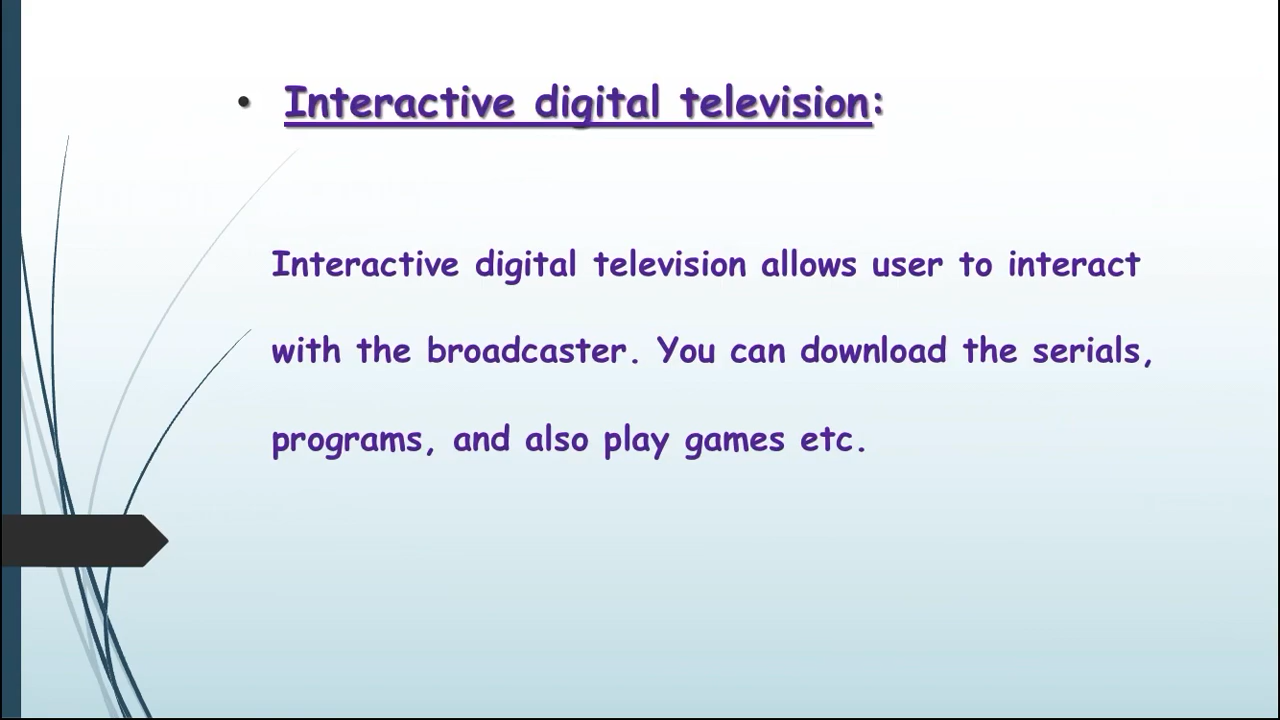 • Interactive digital television:
Interactive digital television allows user to interact
with the broadcaster. You can download the serials,
programs, and also play games etc.